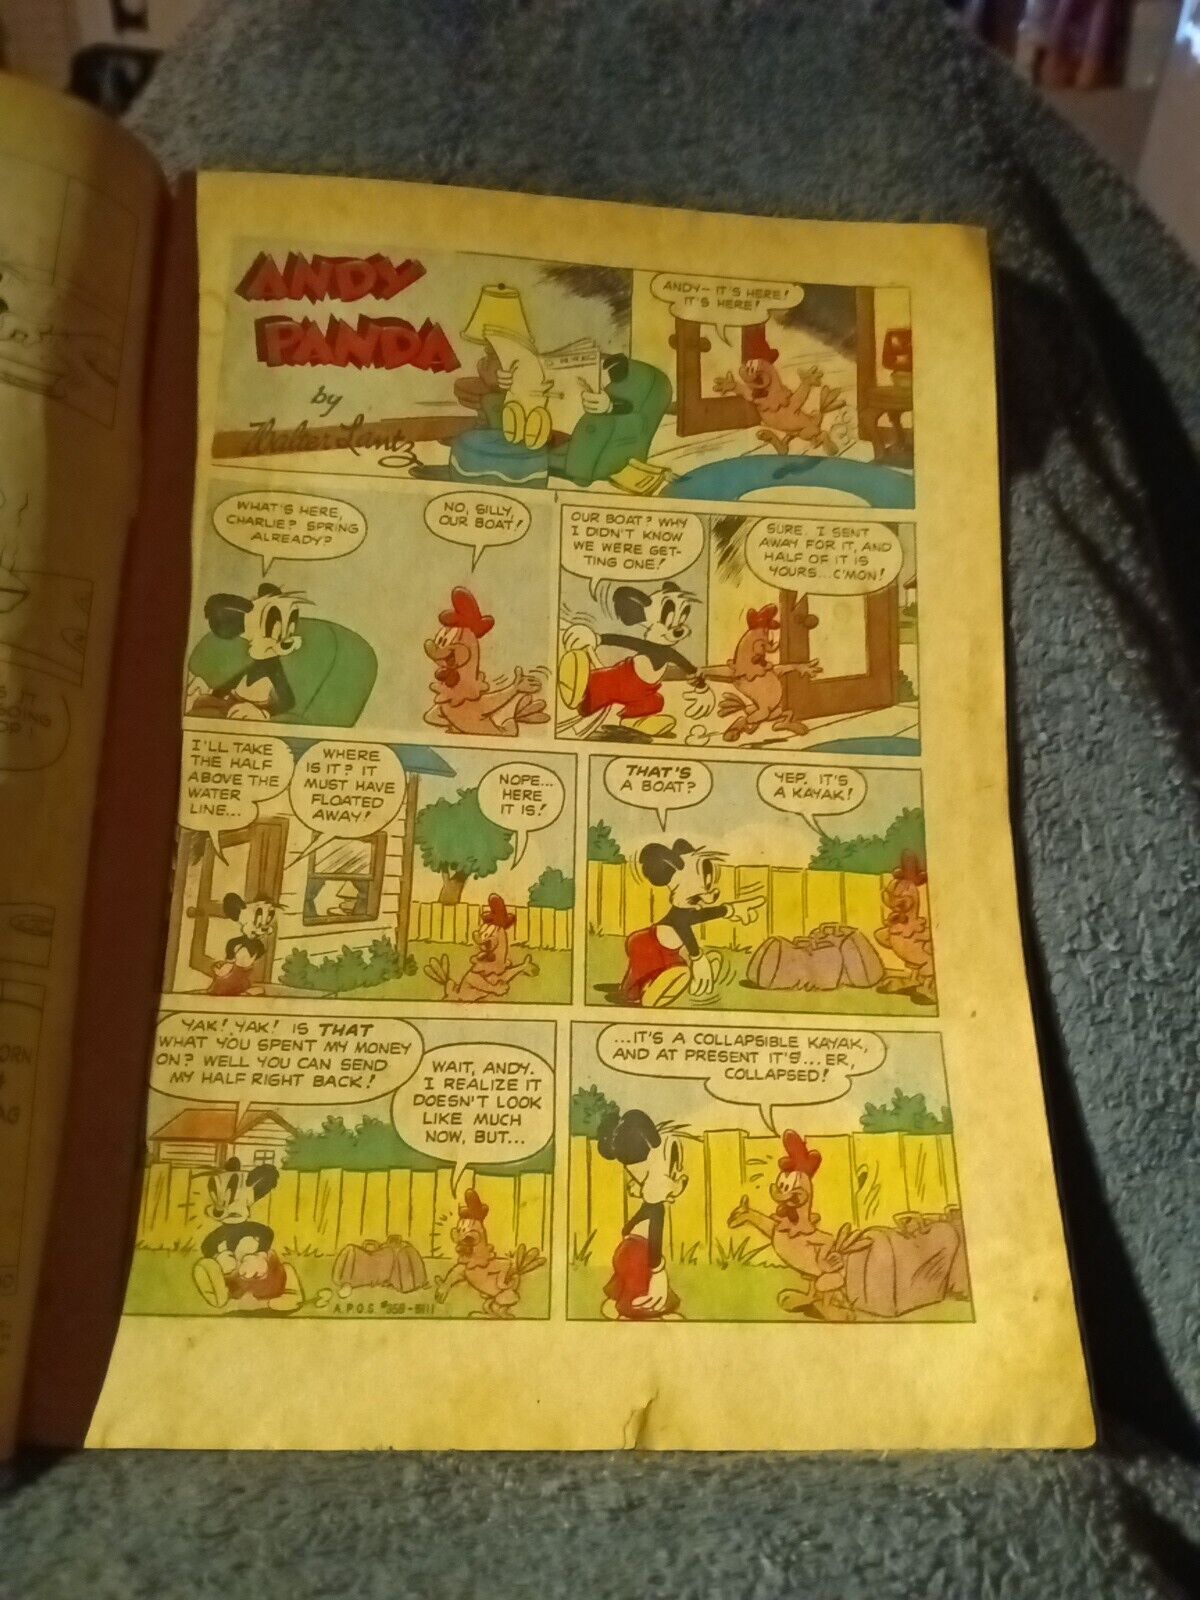 ANDY
PANDA
by
Walter Lantz
ANDY- IT'S HERE!
IT'S HERE!
WHAT'S HERE,
CHARLIE? SPRING
ALREADY?
NO, SILLY,
OUR BOAT!
OUR BOAT? WHY
I DIDN'T KNOW
WE WERE GET-
TING ONE!
SURE. I SENT
AWAY FOR IT, AND
HALF OF IT IS
YOURS...C'MON!
I'LL TAKE
THE HALF
ABOVE THE
WATER
LINE...
WHERE
IS IT? IT
MUST HAVE
FLOATED
AWAY!
NOPE...
HERE
IT IS!
THAT'S
A BOAT?
YEP. IT'S
A KAYAK!
YAK! YAK! IS THAT
WHAT YOU SPENT MY MONEY
ON? WELL YOU CAN SEND
MY HALF RIGHT BACK!
WAIT, ANDY.
I REALIZE IT
DOESN'T LOOK
LIKE MUCH
NOW, BUT...
...IT'S A COLLAPSIBLE KAYAK,
AND AT PRESENT IT'S...ER,
COLLAPSED!
A.P.O.G. #358-5111